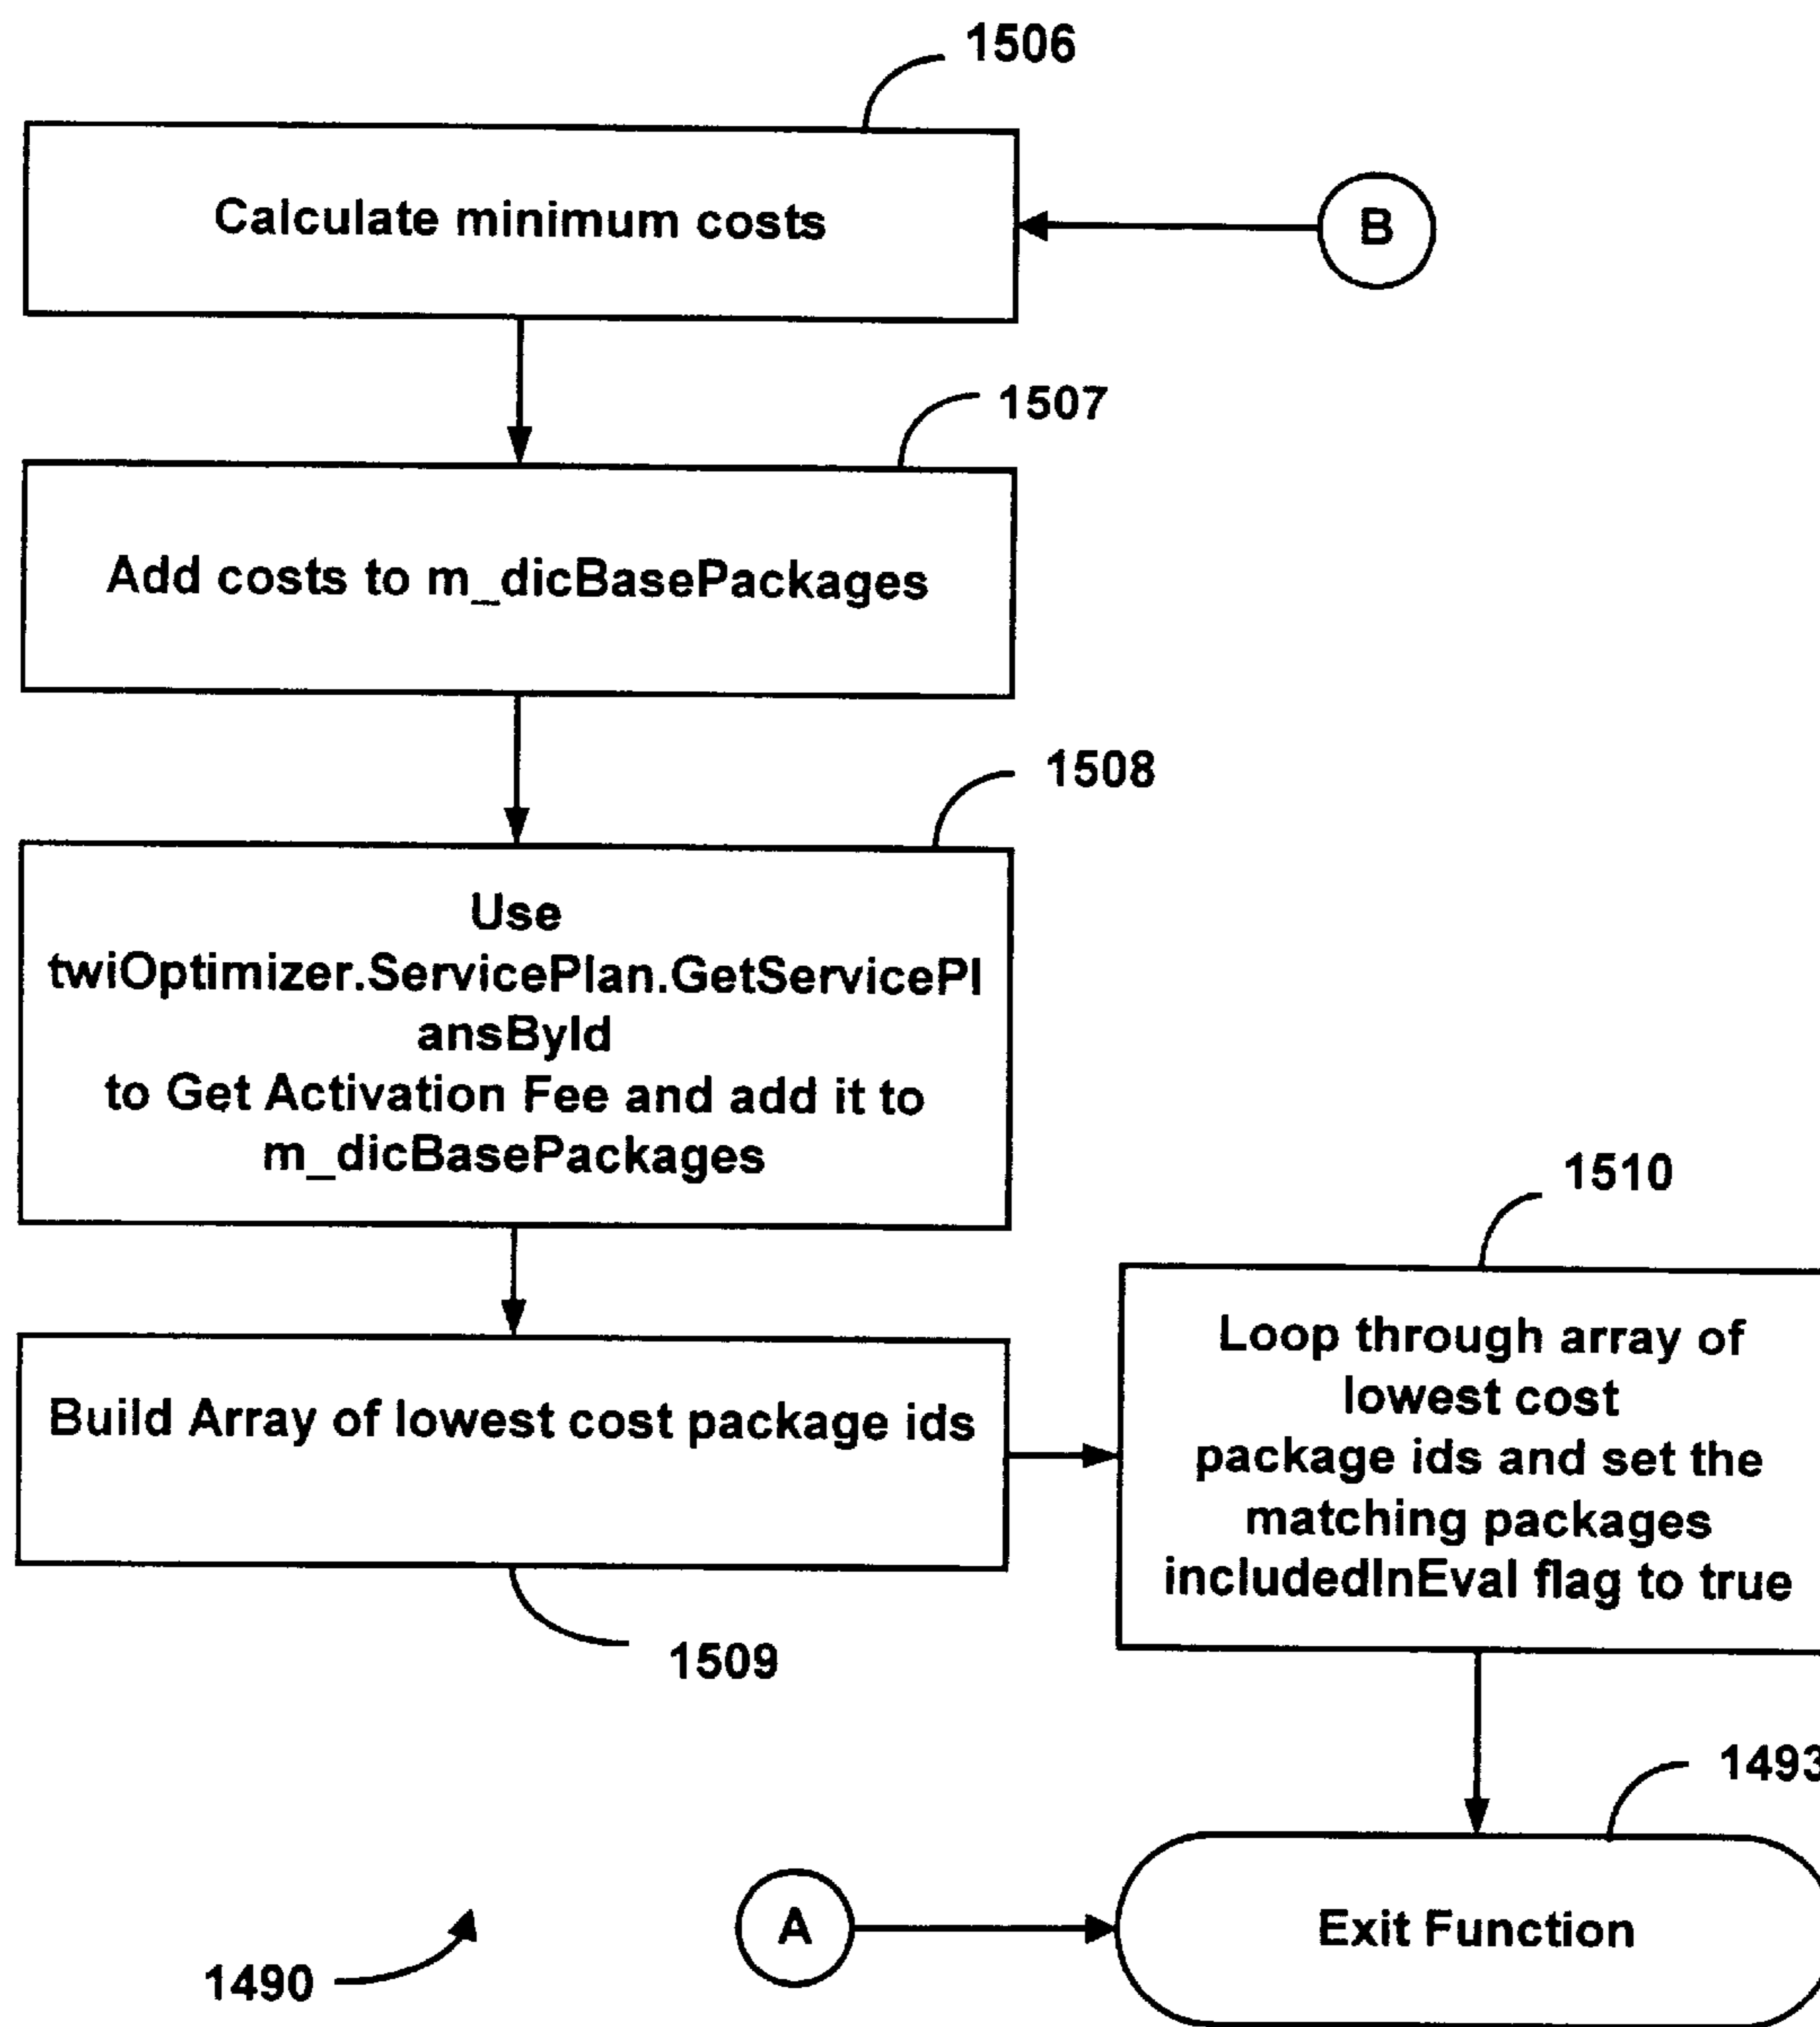 1506
Calculate minimum costs
B
1507
Add costs to m_dicBasePackages
1508
Use
twiOptimizer.ServicePlan.GetServicePl
ansById
to Get Activation Fee and add it to
m_dicBasePackages
1509
Build Array of lowest cost package ids
1510
Loop through array of
lowest cost
package ids and set the
matching packages
includedInEval flag to true
1493
Exit Function
A
1490